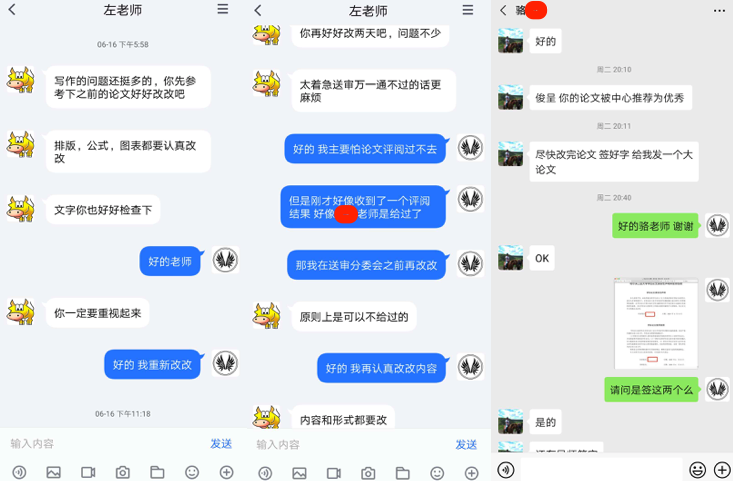 左老师
06-16 下午5:58
写作的问题还挺多的，你先参
考下之前的论文好好改改吧
排版，公式，图表都要认真改
改
文字你也好好检查下
好的老师
你一定要重视起来
好的 我重新改改
06-16 下午11:18
输入内容
发送
左老师
你再好好改两天吧，问题不少
太着急送审万一通不过的话更
麻烦
好的 我主要怕论文评阅过不去
但是刚才好像收到了一个评阅
结果 好像 老师是给过了
那我在送审分委会之前再改改
原则上是可以不给过的
好的 我再认真改改内容
内容和形式都要改
输入内容
发送
骆
好的
周二 20:10
俊呈 你的论文被中心推荐为优秀
周二 20:11
尽快改完论文 签好字 给我发一个大
论文
周二 20:40
好的骆老师 谢谢
OK
请问是签这两个么
是的